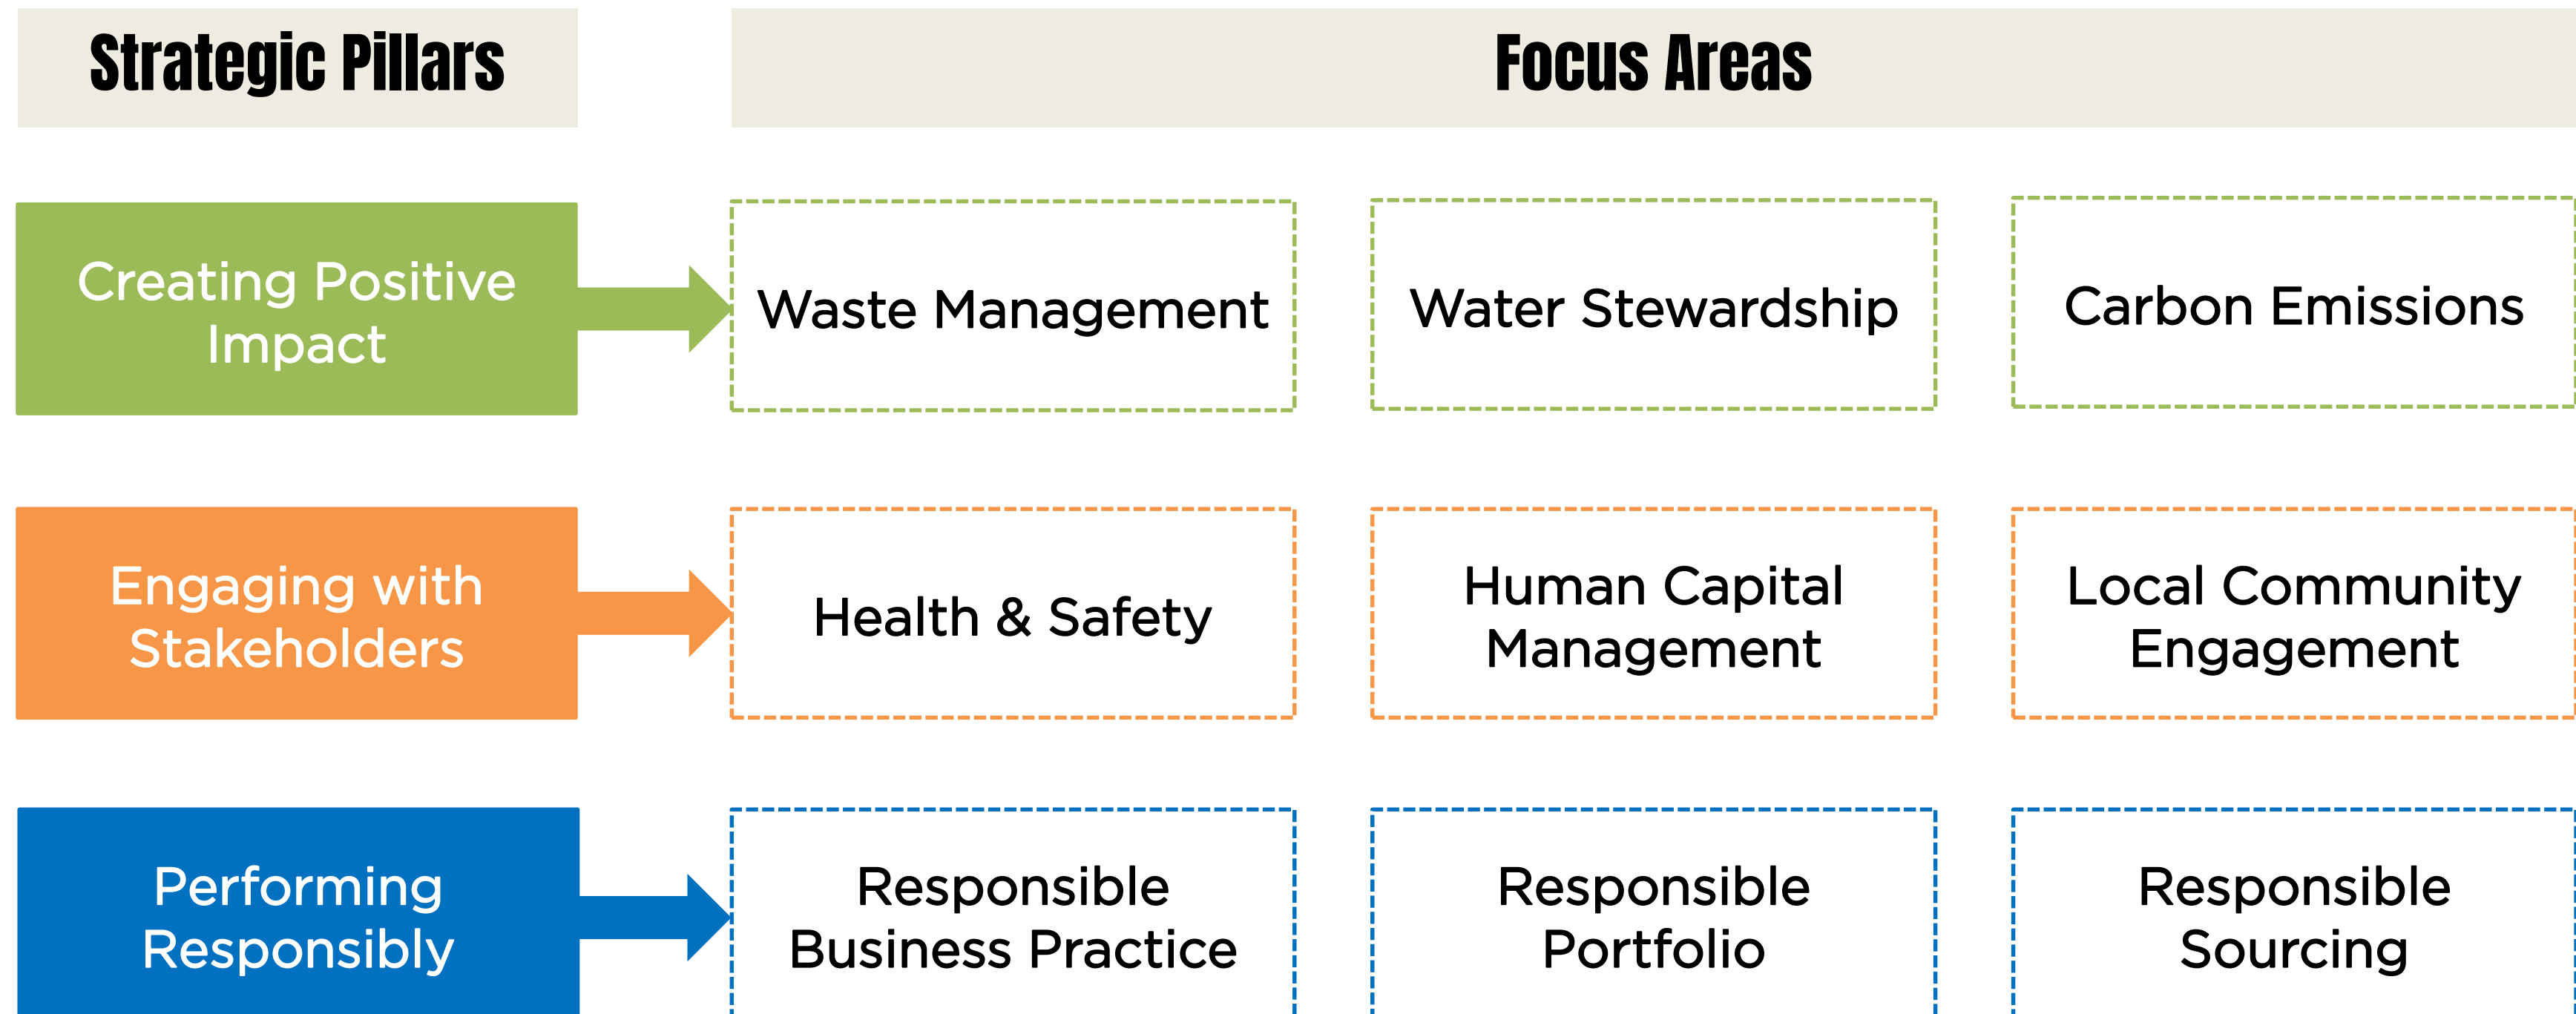 Strategic Pillars
Focus Areas
Creating Positive
Impact
Waste Management
Water Stewardship
Carbon Emissions
Engaging with
Stakeholders
Health & Safety
Human Capital
Management
Local Community
Engagement
Performing
Responsibly
Responsible
Business Practice
Responsible
Portfolio
Responsible
Sourcing